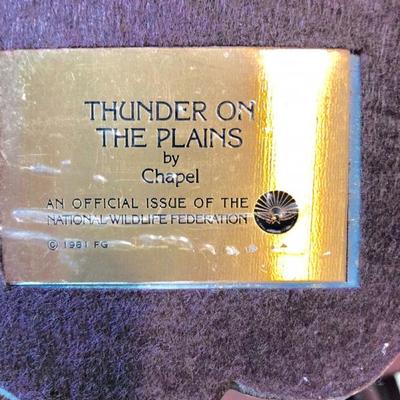 THUNDER ON
THE PLAINS
by
Chapel
AN OFFICIAL ISSUE OF THE
NATIONAL WILDLIFE FEDERATION
© 1981 FG